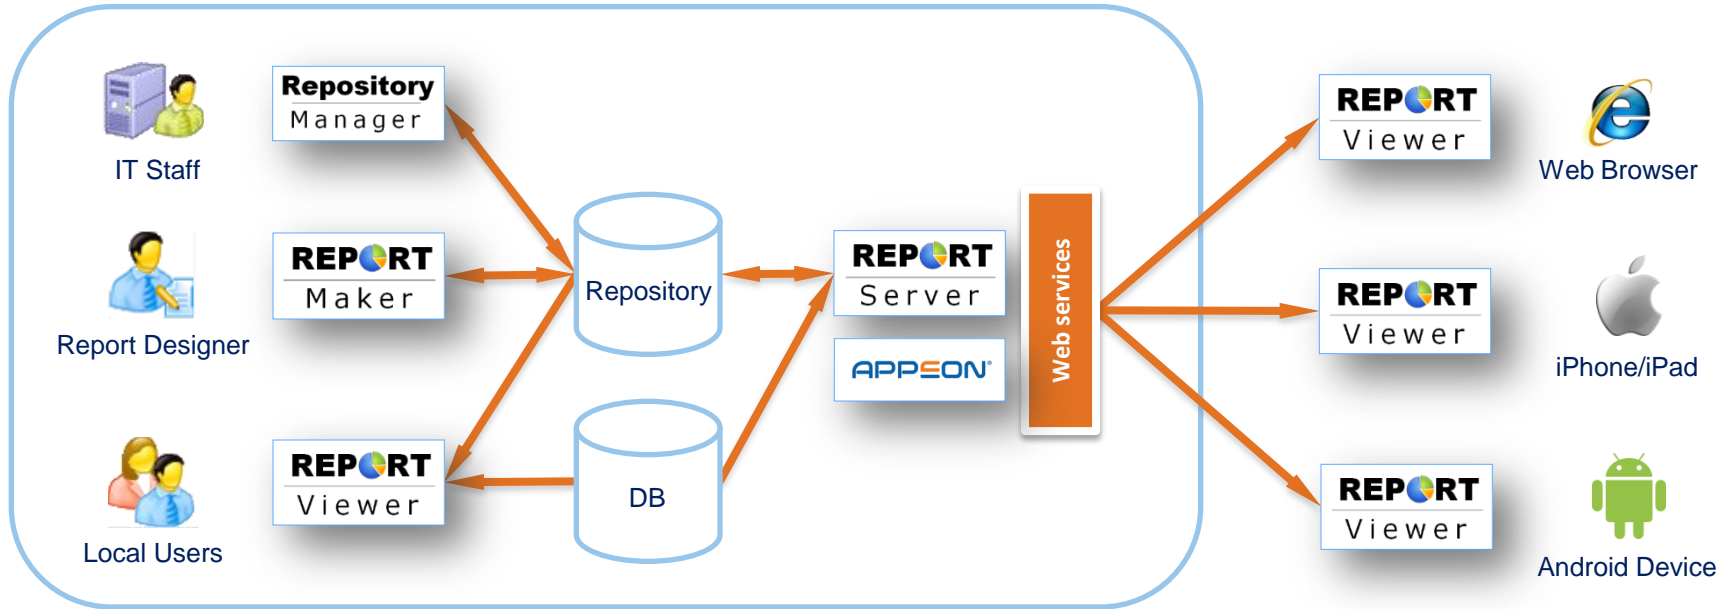 Repository
Manager
IT Staff
REPORT
Maker
Report Designer
REPORT
Viewer
Local Users
Repository
DB
REPORT
Server
APPEON®
Web services
REPORT
Viewer
Web Browser
REPORT
Viewer
iPhone/iPad
REPORT
Viewer
Android Device